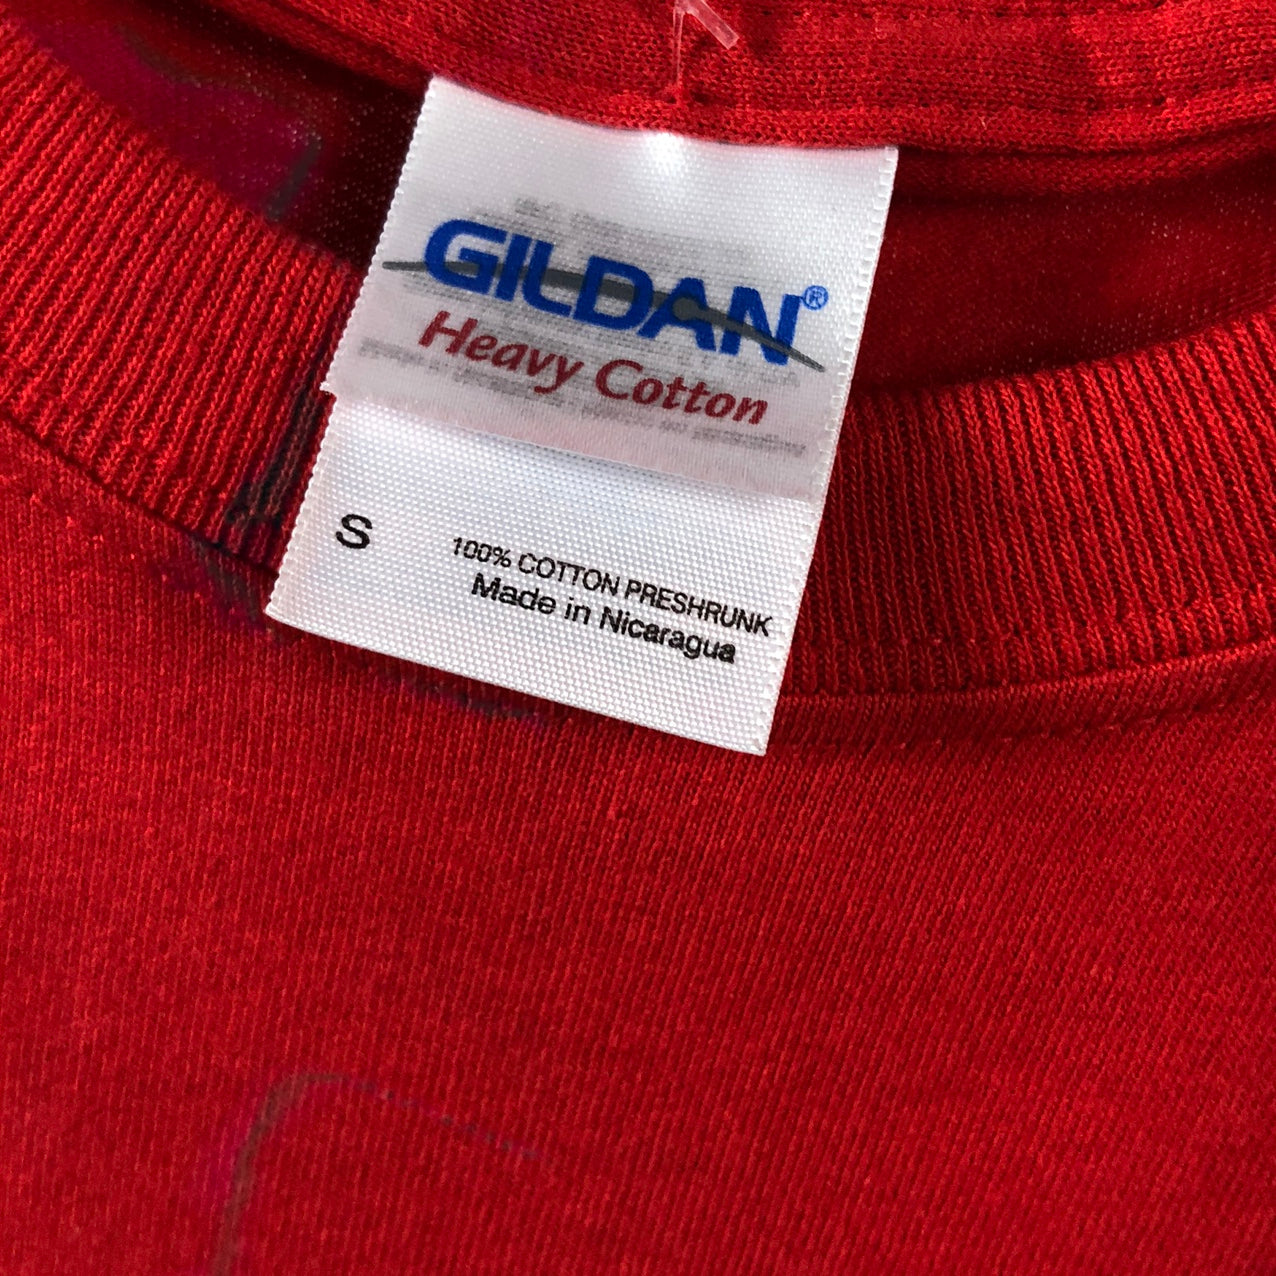 GILDAN®
Heavy Cotton
S
100% COTTON PRESHRUNK
Made in Nicaragua